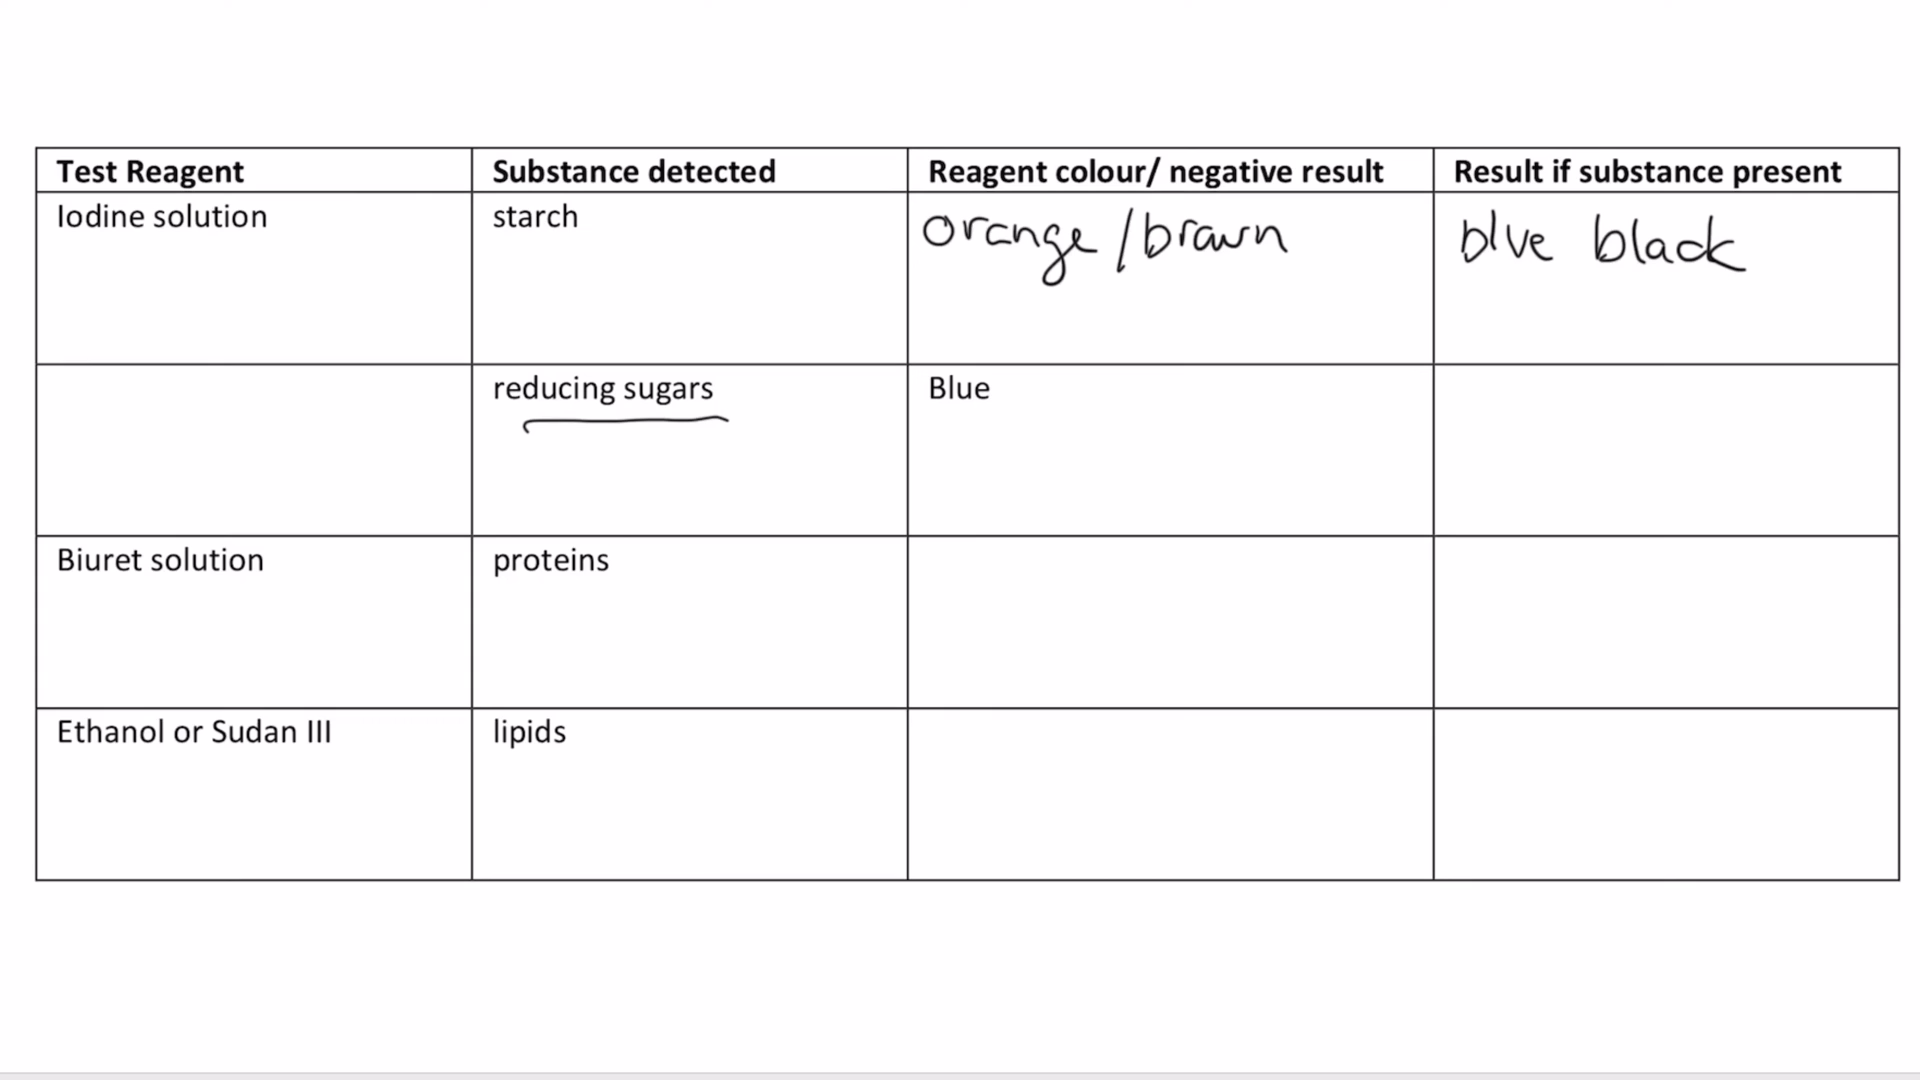 Test Reagent Substance detected Reagent colour/ negative result Result if substance present
Iodine solution starch orange/brown blue black
reducing sugars Blue
Biuret solution proteins
Ethanol or Sudan III lipids